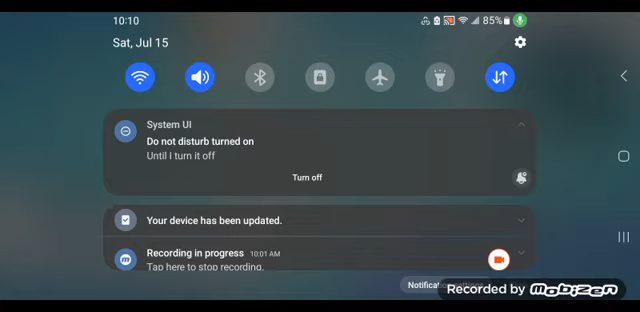 10:10
85%
Sat, Jul 15
System UI
Do not disturb turned on
Until I turn it off
Turn off
Your device has been updated.
Recording in progress 10:01 AM
Tap here to stop recording.
Recorded by Mobizen